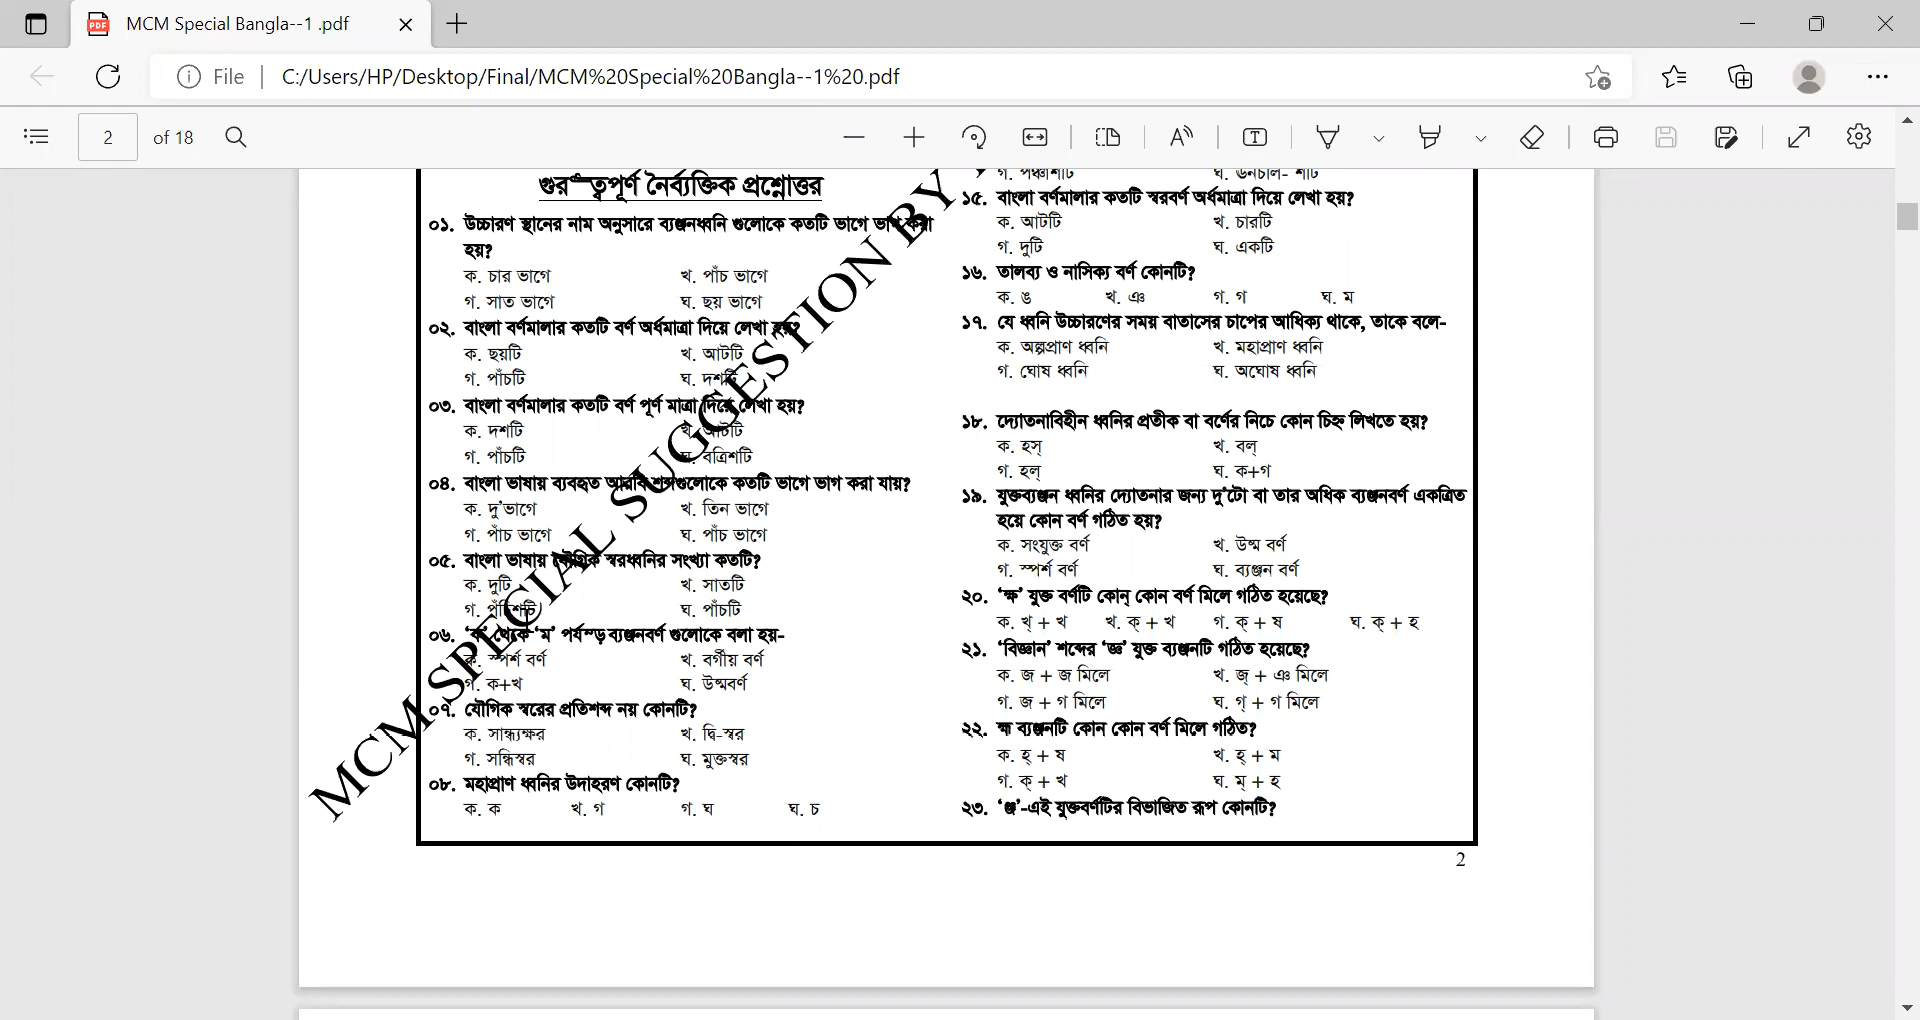 MCM Special Bangla--1 .pdf
File
C:/Users/HP/Desktop/Final/MCM%20Special%20Bangla--1%20.pdf
2 of 18
গুরুত্বপূর্ণ নৈর্ব্যক্তিক প্রশ্নোত্তর
০১. উচ্চারণ স্থানের নাম অনুসারে ব্যঞ্জনধ্বনি গুলোকে কতটি ভাগে ভাগ করা
হয়?
ক. চার ভাগে খ. পাঁচ ভাগে
গ. সাত ভাগে ঘ. ছয় ভাগে
০২. বাংলা বর্ণমালার কতটি বর্ণ অর্ধমাত্রা দিয়ে লেখা হয়?
ক. ছয়টি খ. আটটি
গ. পাঁচটি ঘ. দশটি
০৩. বাংলা বর্ণমালার কতটি বর্ণ পূর্ণ মাত্রা দিয়ে লেখা হয়?
ক. দশটি খ. আটটি
গ. পাঁচটি ঘ. বত্রিশটি
০৪. বাংলা ভাষায় ব্যবহৃত আরবি শব্দগুলোকে কতটি ভাগে ভাগ করা যায়?
ক. দু'ভাগে খ. তিন ভাগে
গ. পাঁচ ভাগে ঘ. পাঁচ ভাগে
০৫. বাংলা ভাষায় যৌগিক স্বরধ্বনির সংখ্যা কতটি?
ক. দুটি খ. সাতটি
গ. পঁচিশটি ঘ. পাঁচটি
০৬. ‘ক’ থেকে ‘ম’ ব্যঞ্জনবর্ণ গুলোকে বলা হয়-
ক. স্পর্শ বর্ণ খ. বর্গীয় বর্ণ
গ. ক+খ ঘ. উষ্মবর্ণ
০৭. যৌগিক স্বরের প্রতিশব্দ নয় কোনটি?
ক. সান্ধ্যক্ষর খ. দ্বি-স্বর
গ. সন্ধিস্বর ঘ. মুক্তস্বর
০৮. মহাপ্রাণ ধ্বনির উদাহরণ কোনটি?
ক. ক খ. গ গ. ঘ ঘ. চ
১৫. বাংলা বর্ণমালার কতটি স্বরবর্ণ অর্ধমাত্রা দিয়ে লেখা হয়?
ক. আটটি খ. চারটি
গ. দুটি ঘ. একটি
১৬. তালব্য ও নাসিক্য বর্ণ কোনটি?
ক. ঙ খ. ঞ গ. গ ঘ. ম
১৭. যে ধ্বনি উচ্চারণের সময় বাতাসের চাপের আধিক্য থাকে, তাকে বলে-
ক. অল্পপ্রাণ ধ্বনি খ. মহাপ্রাণ ধ্বনি
গ. ঘোষ ধ্বনি ঘ. অঘোষ ধ্বনি
১৮. দ্যোতনাবিহীন ধ্বনির প্রতীক বা বর্ণের নিচে কোন চিহ্ন লিখতে হয়?
ক. হস্ খ. বল্
গ. হল্ ঘ. ক+গ
১৯. যুক্তব্যঞ্জন ধ্বনির দ্যোতনার জন্য দু'টো বা তার অধিক ব্যঞ্জনবর্ণ একত্রিত
হয়ে কোন বর্ণ গঠিত হয়?
ক. সংযুক্ত বর্ণ খ. উষ্ম বর্ণ
গ. স্পর্শ বর্ণ ঘ. ব্যঞ্জন বর্ণ
২০. ‘ক্ষ’ যুক্ত বর্ণটি কোন্ কোন বর্ণ মিলে গঠিত হয়েছে?
ক. খ্ + খ খ. ক্ + খ গ. ক্ + ষ ঘ. ক্ + হ
২১. ‘বিজ্ঞান’ শব্দের ‘জ্ঞ’ যুক্ত ব্যঞ্জনটি গঠিত হয়েছে?
ক. জ + জ মিলে খ. জ্ + ঞ মিলে
গ. জ + গ মিলে ঘ. গ্ + গ মিলে
২২. হ্ম ব্যঞ্জনটি কোন কোন বর্ণ মিলে গঠিত?
ক. হ্ + ষ খ. হ্ + ম
গ. ক্ + খ ঘ. ম্ + হ
২৩. ‘ঞ্জ’-এই যুক্তবর্ণটির বিভাজিত রূপ কোনটি?
MCM SPECIAL SUGGESTION BY
2